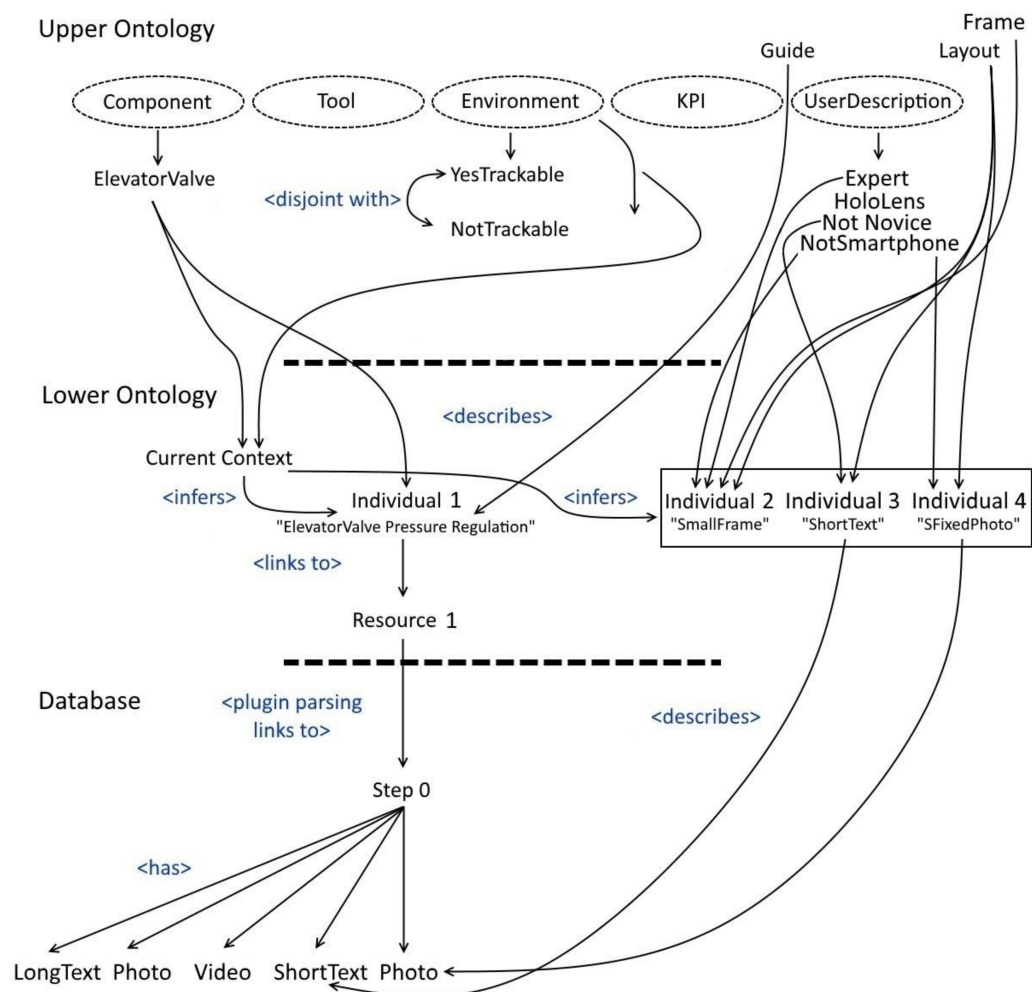 Upper Ontology
Frame
Guide
Layout
Component
Tool
Environment
KPI
UserDescription
ElevatorValve
<disjoint with>
YesTrackable
NotTrackable
Expert
HoloLens
Not Novice
NotSmartphone
Lower Ontology
<describes>
Current Context
<infers>
Individual 1
"ElevatorValve Pressure Regulation"
<infers>
Individual 2
"SmallFrame"
Individual 3
"ShortText"
Individual 4
"SFixedPhoto"
<links to>
Resource 1
Database
<plugin parsing
links to>
<describes>
Step 0
<has>
LongText
Photo
Video
ShortText
Photo